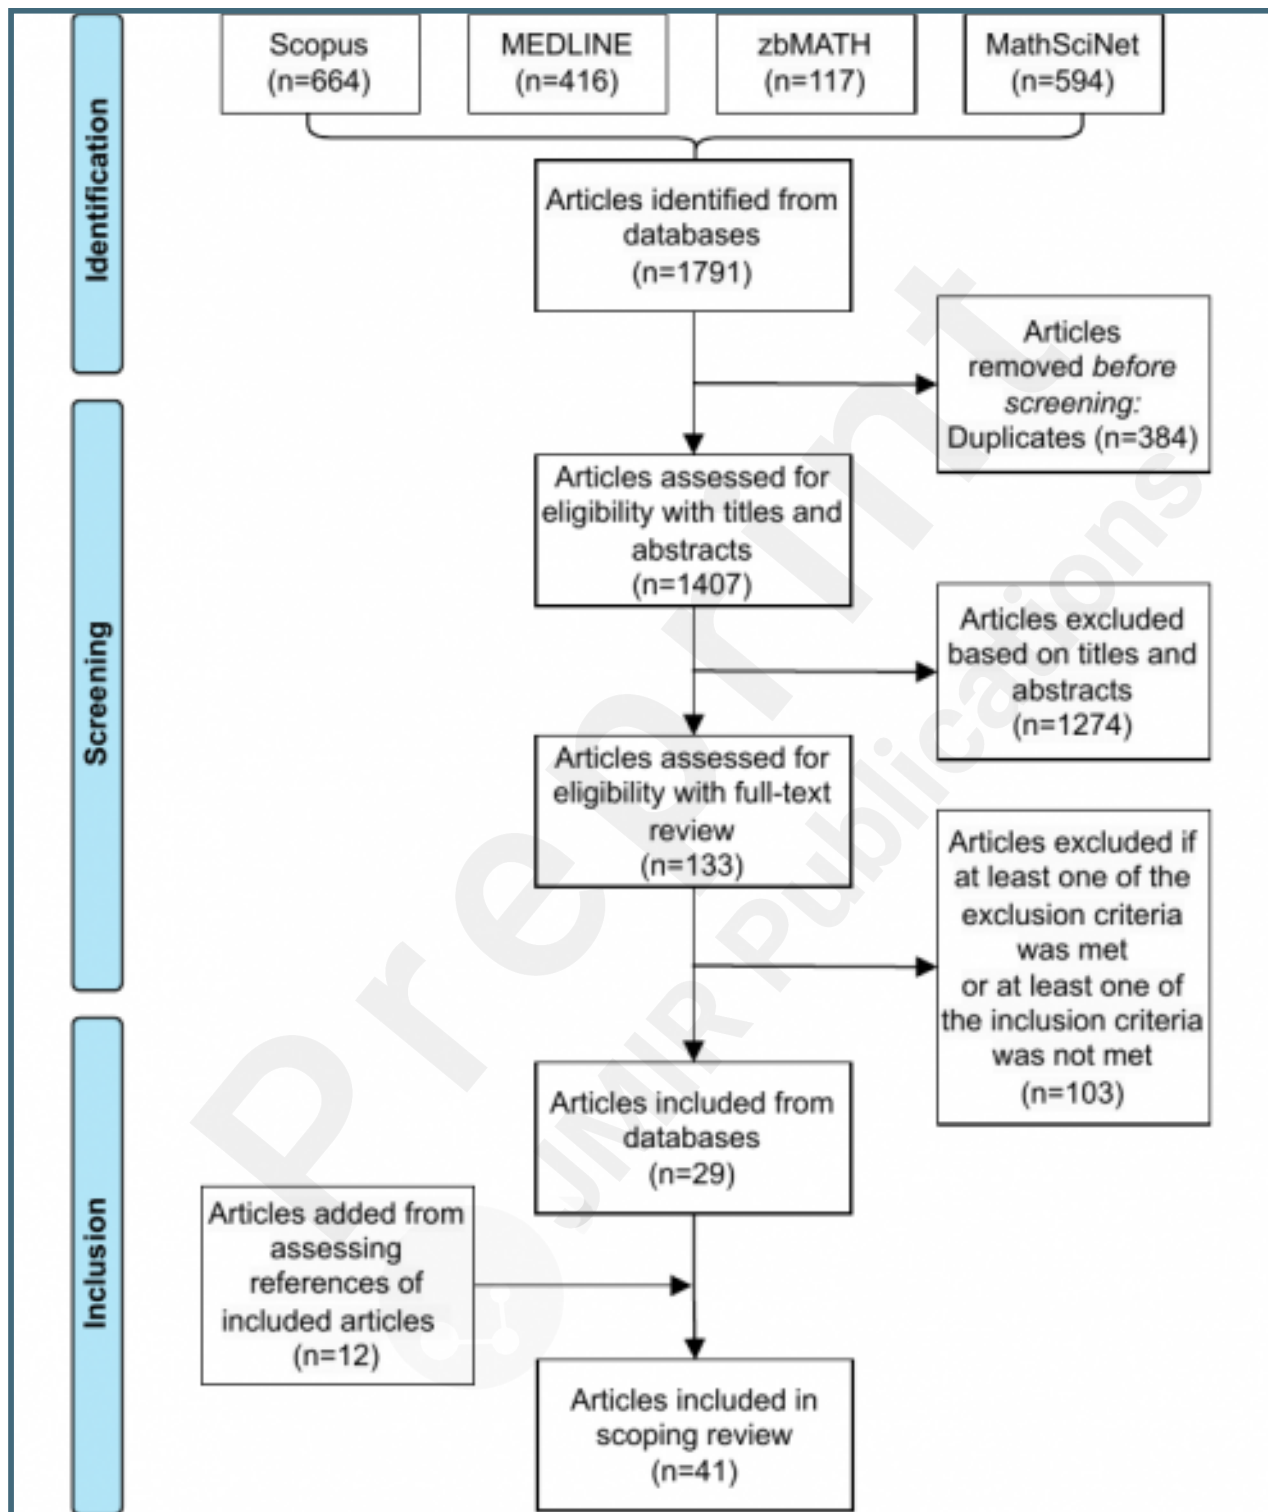 Identification
Scopus
(n=664)
MEDLINE
(n=416)
zbMATH
(n=117)
MathSciNet
(n=594)
Articles identified from
databases
(n=1791)
Articles
removed before
screening:
Duplicates (n=384)
Screening
Articles assessed for
eligibility with titles and
abstracts
(n=1407)
Articles excluded
based on titles and
abstracts
(n=1274)
Articles assessed for
eligibility with full-text
review
(n=133)
Articles excluded if
at least one of the
exclusion criteria
was met
or at least one of
the inclusion criteria
was not met
(n=103)
Inclusion
Articles included from
databases
(n=29)
Articles added from
assessing
references of
included articles
(n=12)
Articles included in
scoping review
(n=41)
Preprint
JMIR Publications